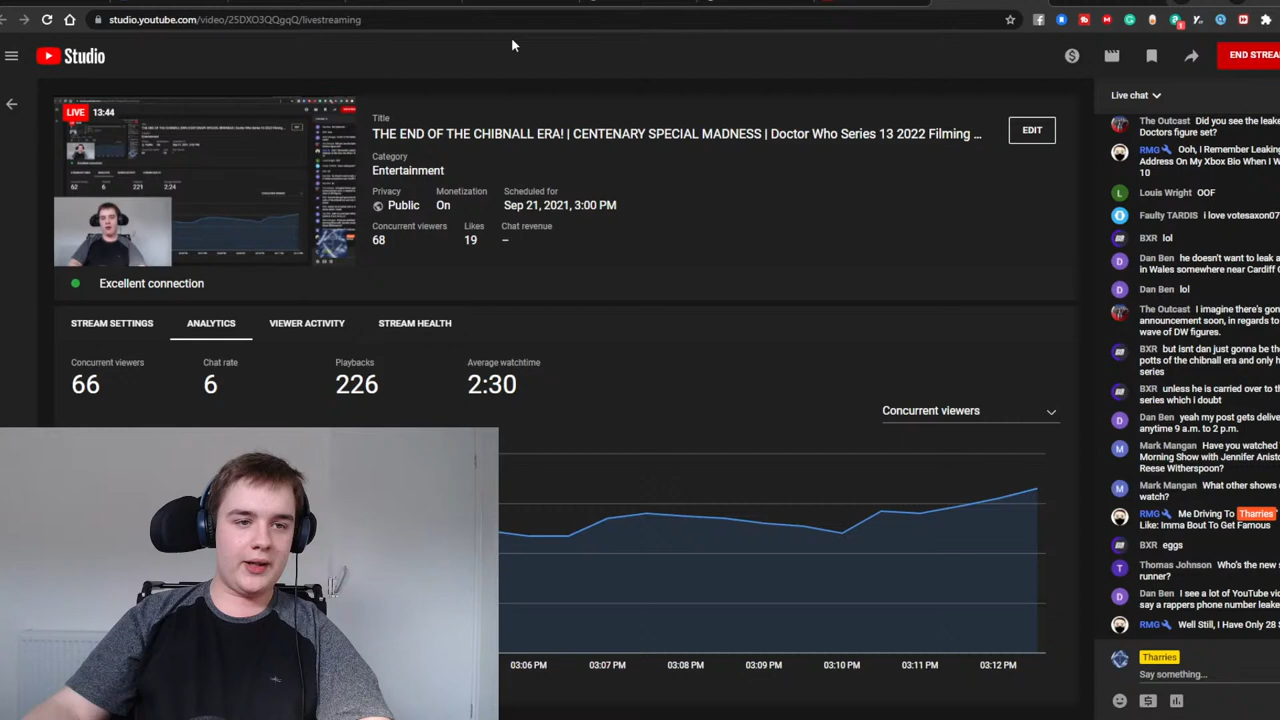 studio.youtube.com/video/25DXO3QQgqQ/livestreaming
Studio
END STREA
LIVE 13:44
Title
THE END OF THE CHIBNALL ERA! | CENTENARY SPECIAL MADNESS | Doctor Who Series 13 2022 Filming ...
EDIT
Category
Entertainment
Privacy
Public
Monetization
On
Scheduled for
Sep 21, 2021, 3:00 PM
Concurrent viewers
68
Likes
19
Chat revenue
–
Excellent connection
STREAM SETTINGS
ANALYTICS
VIEWER ACTIVITY
STREAM HEALTH
Concurrent viewers
66
Chat rate
6
Playbacks
226
Average watchtime
2:30
Concurrent viewers
03:06 PM
03:07 PM
03:08 PM
03:09 PM
03:10 PM
03:11 PM
03:12 PM
Live chat
The Outcast Did you see the leake
Doctors figure set?
RMG Ooh, I Remember Leaking
Address On My Xbox Bio When I W
10
Louis Wright OOF
Faulty TARDIS i love votesaxon07
BXR lol
Dan Ben he doesn't want to leak a
in Wales somewhere near Cardiff
Dan Ben lol
The Outcast I imagine there's gon
announcement soon, in regards to
wave of DW figures.
BXR but isnt dan just gonna be the
potts of the chibnall era and only h
series
BXR unless he is carried over to th
series which i doubt
Dan Ben yeah my post gets delive
anytime 9 a.m. to 2 p.m.
Mark Mangan Have you watched
Morning Show with Jennifer Anist
Reese Witherspoon?
Mark Mangan What other shows
watch?
RMG Me Driving To Tharries
Like: Imma Bout To Get Famous
BXR eggs
Thomas Johnson Who's the new s
runner?
Dan Ben I see a lot of YouTube vi
say a rappers phone number leake
RMG Well Still, I Have Only 28 S
Tharries
Say something...